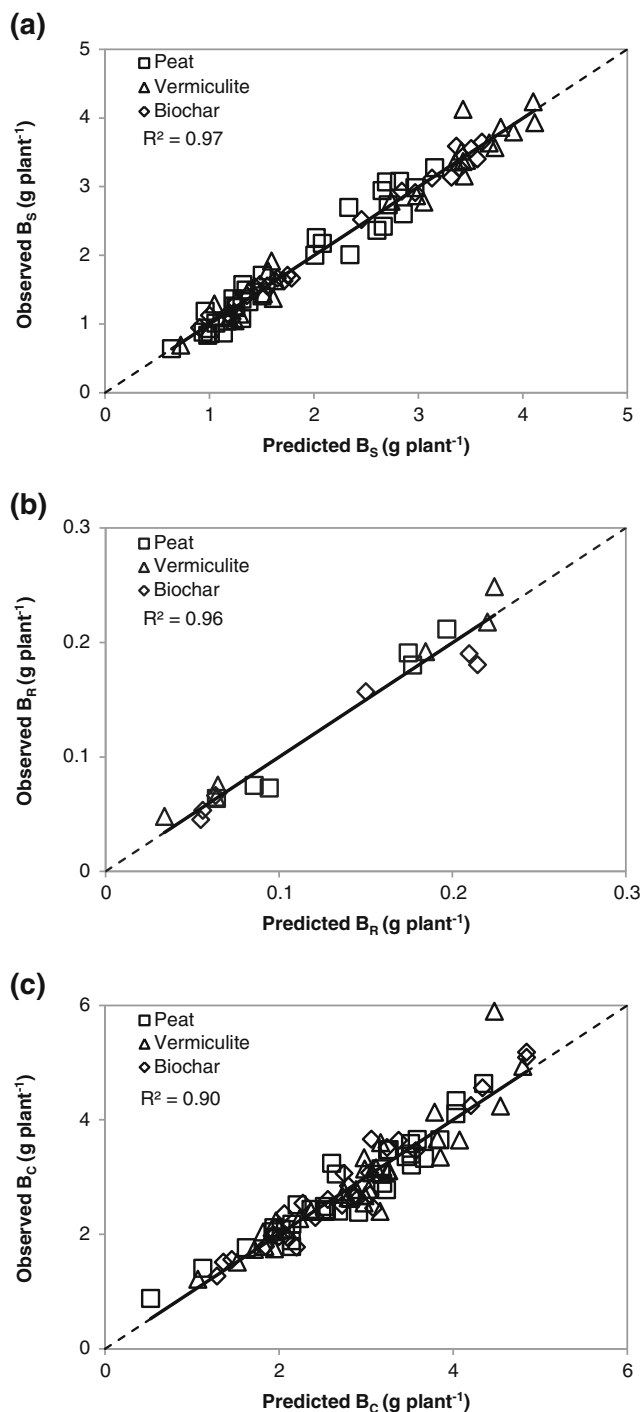 (a)
5
4
3
2
1
0
Observed B_S (g plant⁻¹)
Peat
Vermiculite
Biochar
R² = 0.97
0 1 2 3 4 5
Predicted B_S (g plant⁻¹)
(b)
0.3
0.2
0.1
0
Observed B_R (g plant⁻¹)
Peat
Vermiculite
Biochar
R² = 0.96
0 0.1 0.2 0.3
Predicted B_R (g plant⁻¹)
(c)
6
4
2
0
Observed B_C (g plant⁻¹)
Peat
Vermiculite
Biochar
R² = 0.90
0 2 4 6
Predicted B_C (g plant⁻¹)